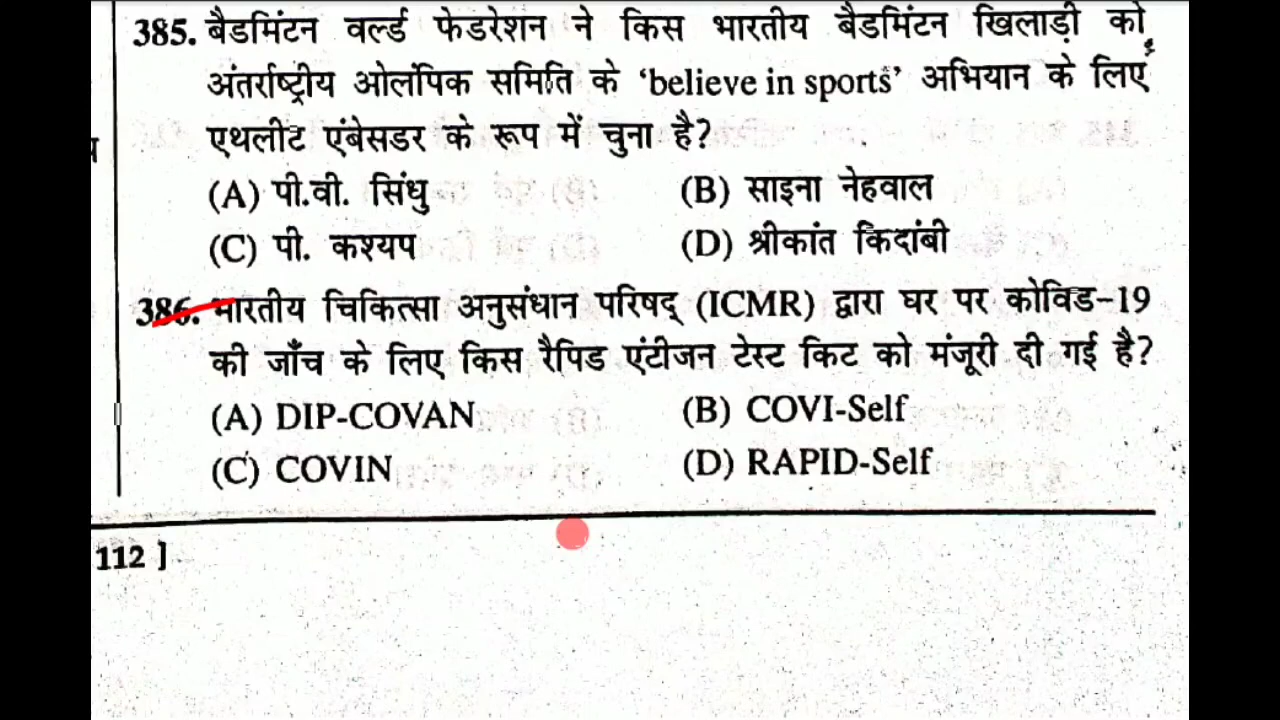 385. बैडमिंटन वर्ल्ड फेडरेशन ने किस भारतीय बैडमिंटन खिलाड़ी को
अंतर्राष्ट्रीय ओलंपिक समिति के ‘believe in sports’ अभियान के लिए
एथलीट एंबेसडर के रूप में चुना है?
(A) पी.वी. सिंधु (B) साइना नेहवाल
(C) पी. कश्यप (D) श्रीकांत किदांबी
386. भारतीय चिकित्सा अनुसंधान परिषद् (ICMR) द्वारा घर पर कोविड-19
की जाँच के लिए किस रैपिड एंटीजन टेस्ट किट को मंजूरी दी गई है?
(A) DIP-COVAN (B) COVI-Self
(C) COVIN (D) RAPID-Self
112 ]